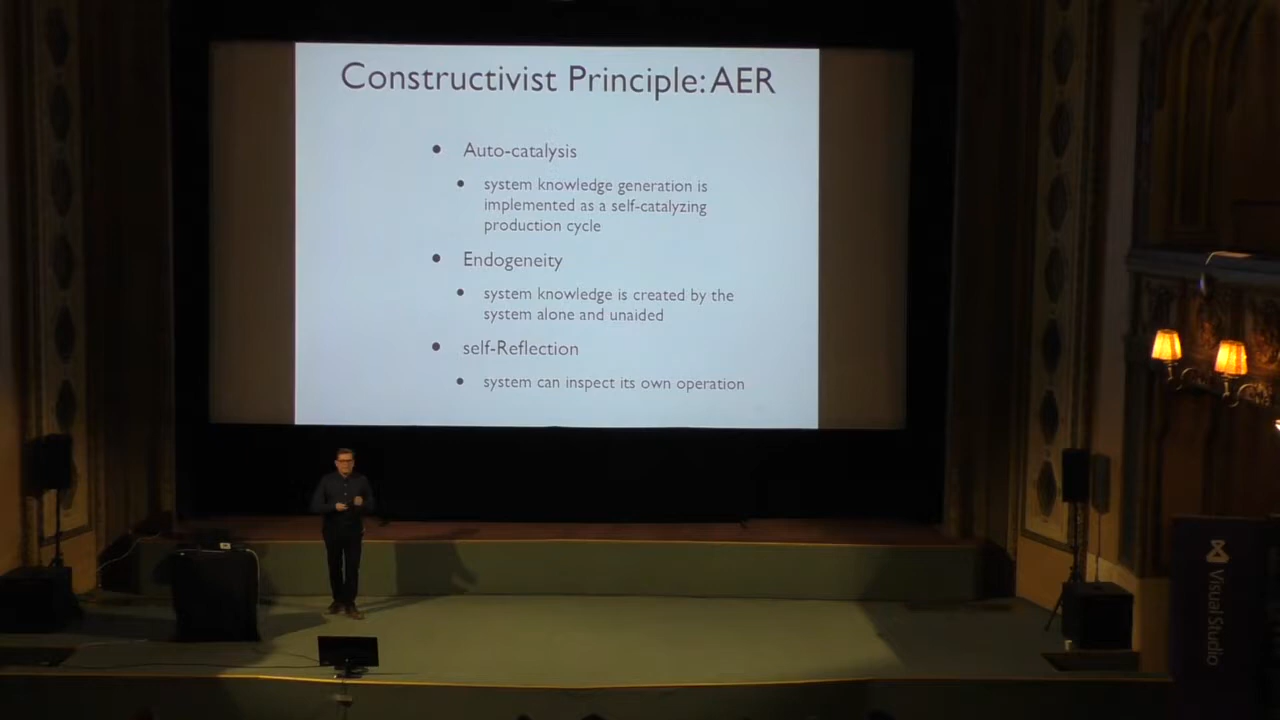 Constructivist Principle: AER
• Auto-catalysis
• system knowledge generation is
implemented as a self-catalyzing
production cycle
• Endogeneity
• system knowledge is created by the
system alone and unaided
• self-Reflection
• system can inspect its own operation
Visual Studio